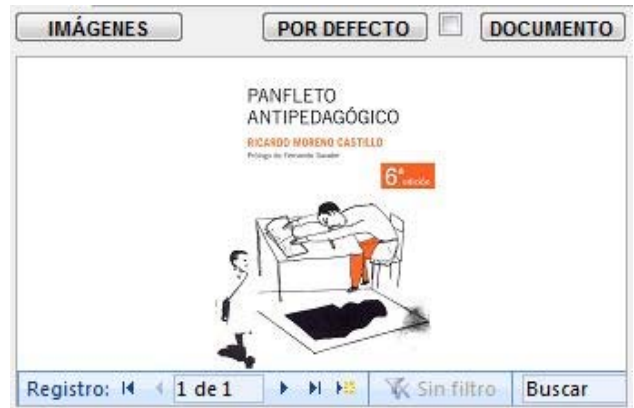 IMÁGENES POR DEFECTO DOCUMENTO
PANFLETO
ANTIPEDAGÓGICO
RICARDO MORENO CASTILLO
Prólogo de Fernando Savater
6ª edición
Registro: 1 de 1 Sin filtro Buscar